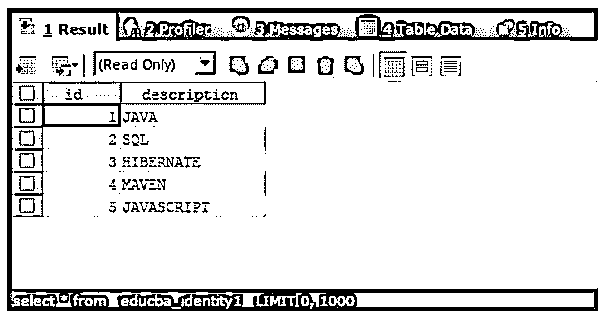 1 Result 2 Profiler 3 Messages 4 Table Data 5 Info
(Read Only)
id description
1 JAVA
2 SQL
3 HIBERNATE
4 MAVEN
5 JAVASCRIPT
select * from educba_identity1 LIMIT 0, 1000